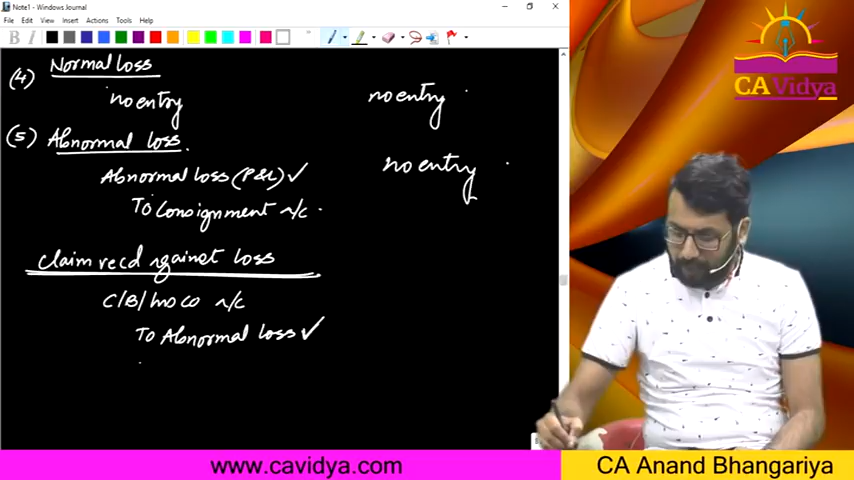 Note1 - Windows Journal
File Edit View Insert Actions Tools Help
B I
(4) Normal loss
no entry no entry
(5) Abnormal loss.
Abnormal loss (P&L) ✓ no entry
To Consignment a/c
Claim recd against loss
C/B/Ins co a/c
To Abnormal loss ✓
CA Vidya
www.cavidya.com
CA Anand Bhangariya